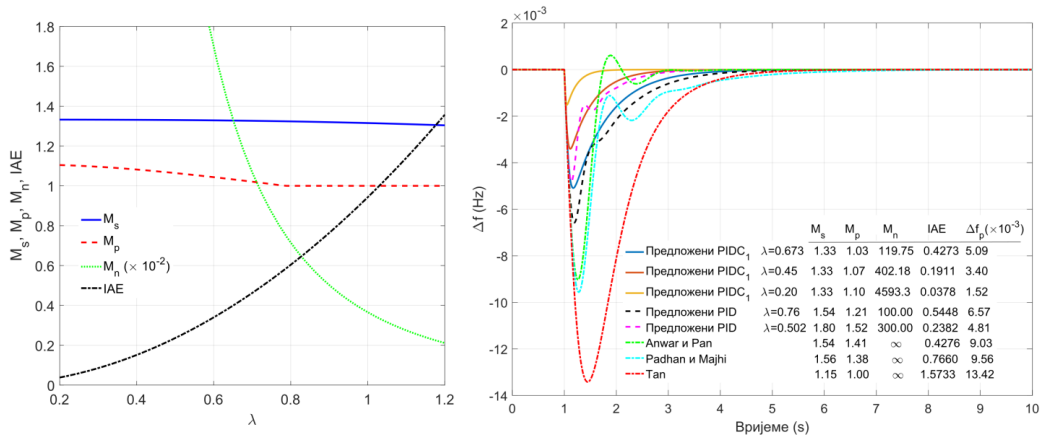 1.8
1.6
1.4
1.2
1
0.8
0.6
0.4
0.2
0
M_s, M_p, M_n, IAE
M_s
M_p
M_n (× 10^-2)
IAE
0.2 0.4 0.6 0.8 1 1.2
λ
×10^-3
2
0
-2
-4
-6
-8
-10
-12
-14
Δf (Hz)
M_s M_p M_n IAE Δf_p(×10^-3)
Предложени PIDC_1 λ=0.673 1.33 1.03 119.75 0.4273 5.09
Предложени PIDC_1 λ=0.45 1.33 1.07 402.18 0.1911 3.40
Предложени PIDC_1 λ=0.20 1.33 1.10 4593.3 0.0378 1.52
Предложени PID λ=0.76 1.54 1.21 100.00 0.5448 6.57
Предложени PID λ=0.502 1.80 1.52 300.00 0.2382 4.81
Anwar и Pan 1.54 1.41 ∞ 0.4276 9.03
Padhan и Majhi 1.56 1.38 ∞ 0.7660 9.56
Tan 1.15 1.00 ∞ 1.5733 13.42
0 1 2 3 4 5 6 7 8 9 10
Вријеме (s)